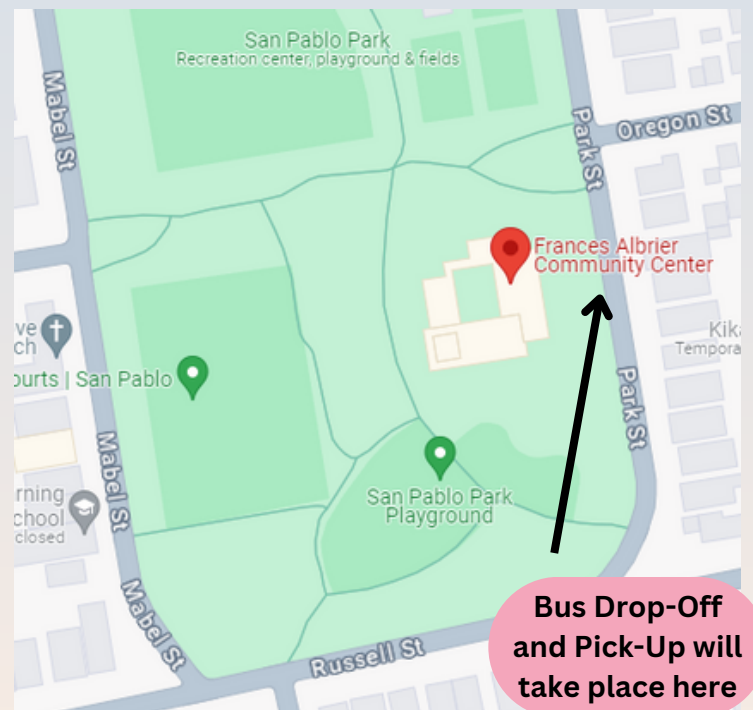 San Pablo Park
Recreation center, playground & fields
Mabel St
Park St
Oregon St
Frances Albrier
Community Center
Park St
San Pablo
San Pablo Park
Playground
Mabel St
closed
Mabel St
Russell St
Bus Drop-Off
and Pick-Up will
take place here